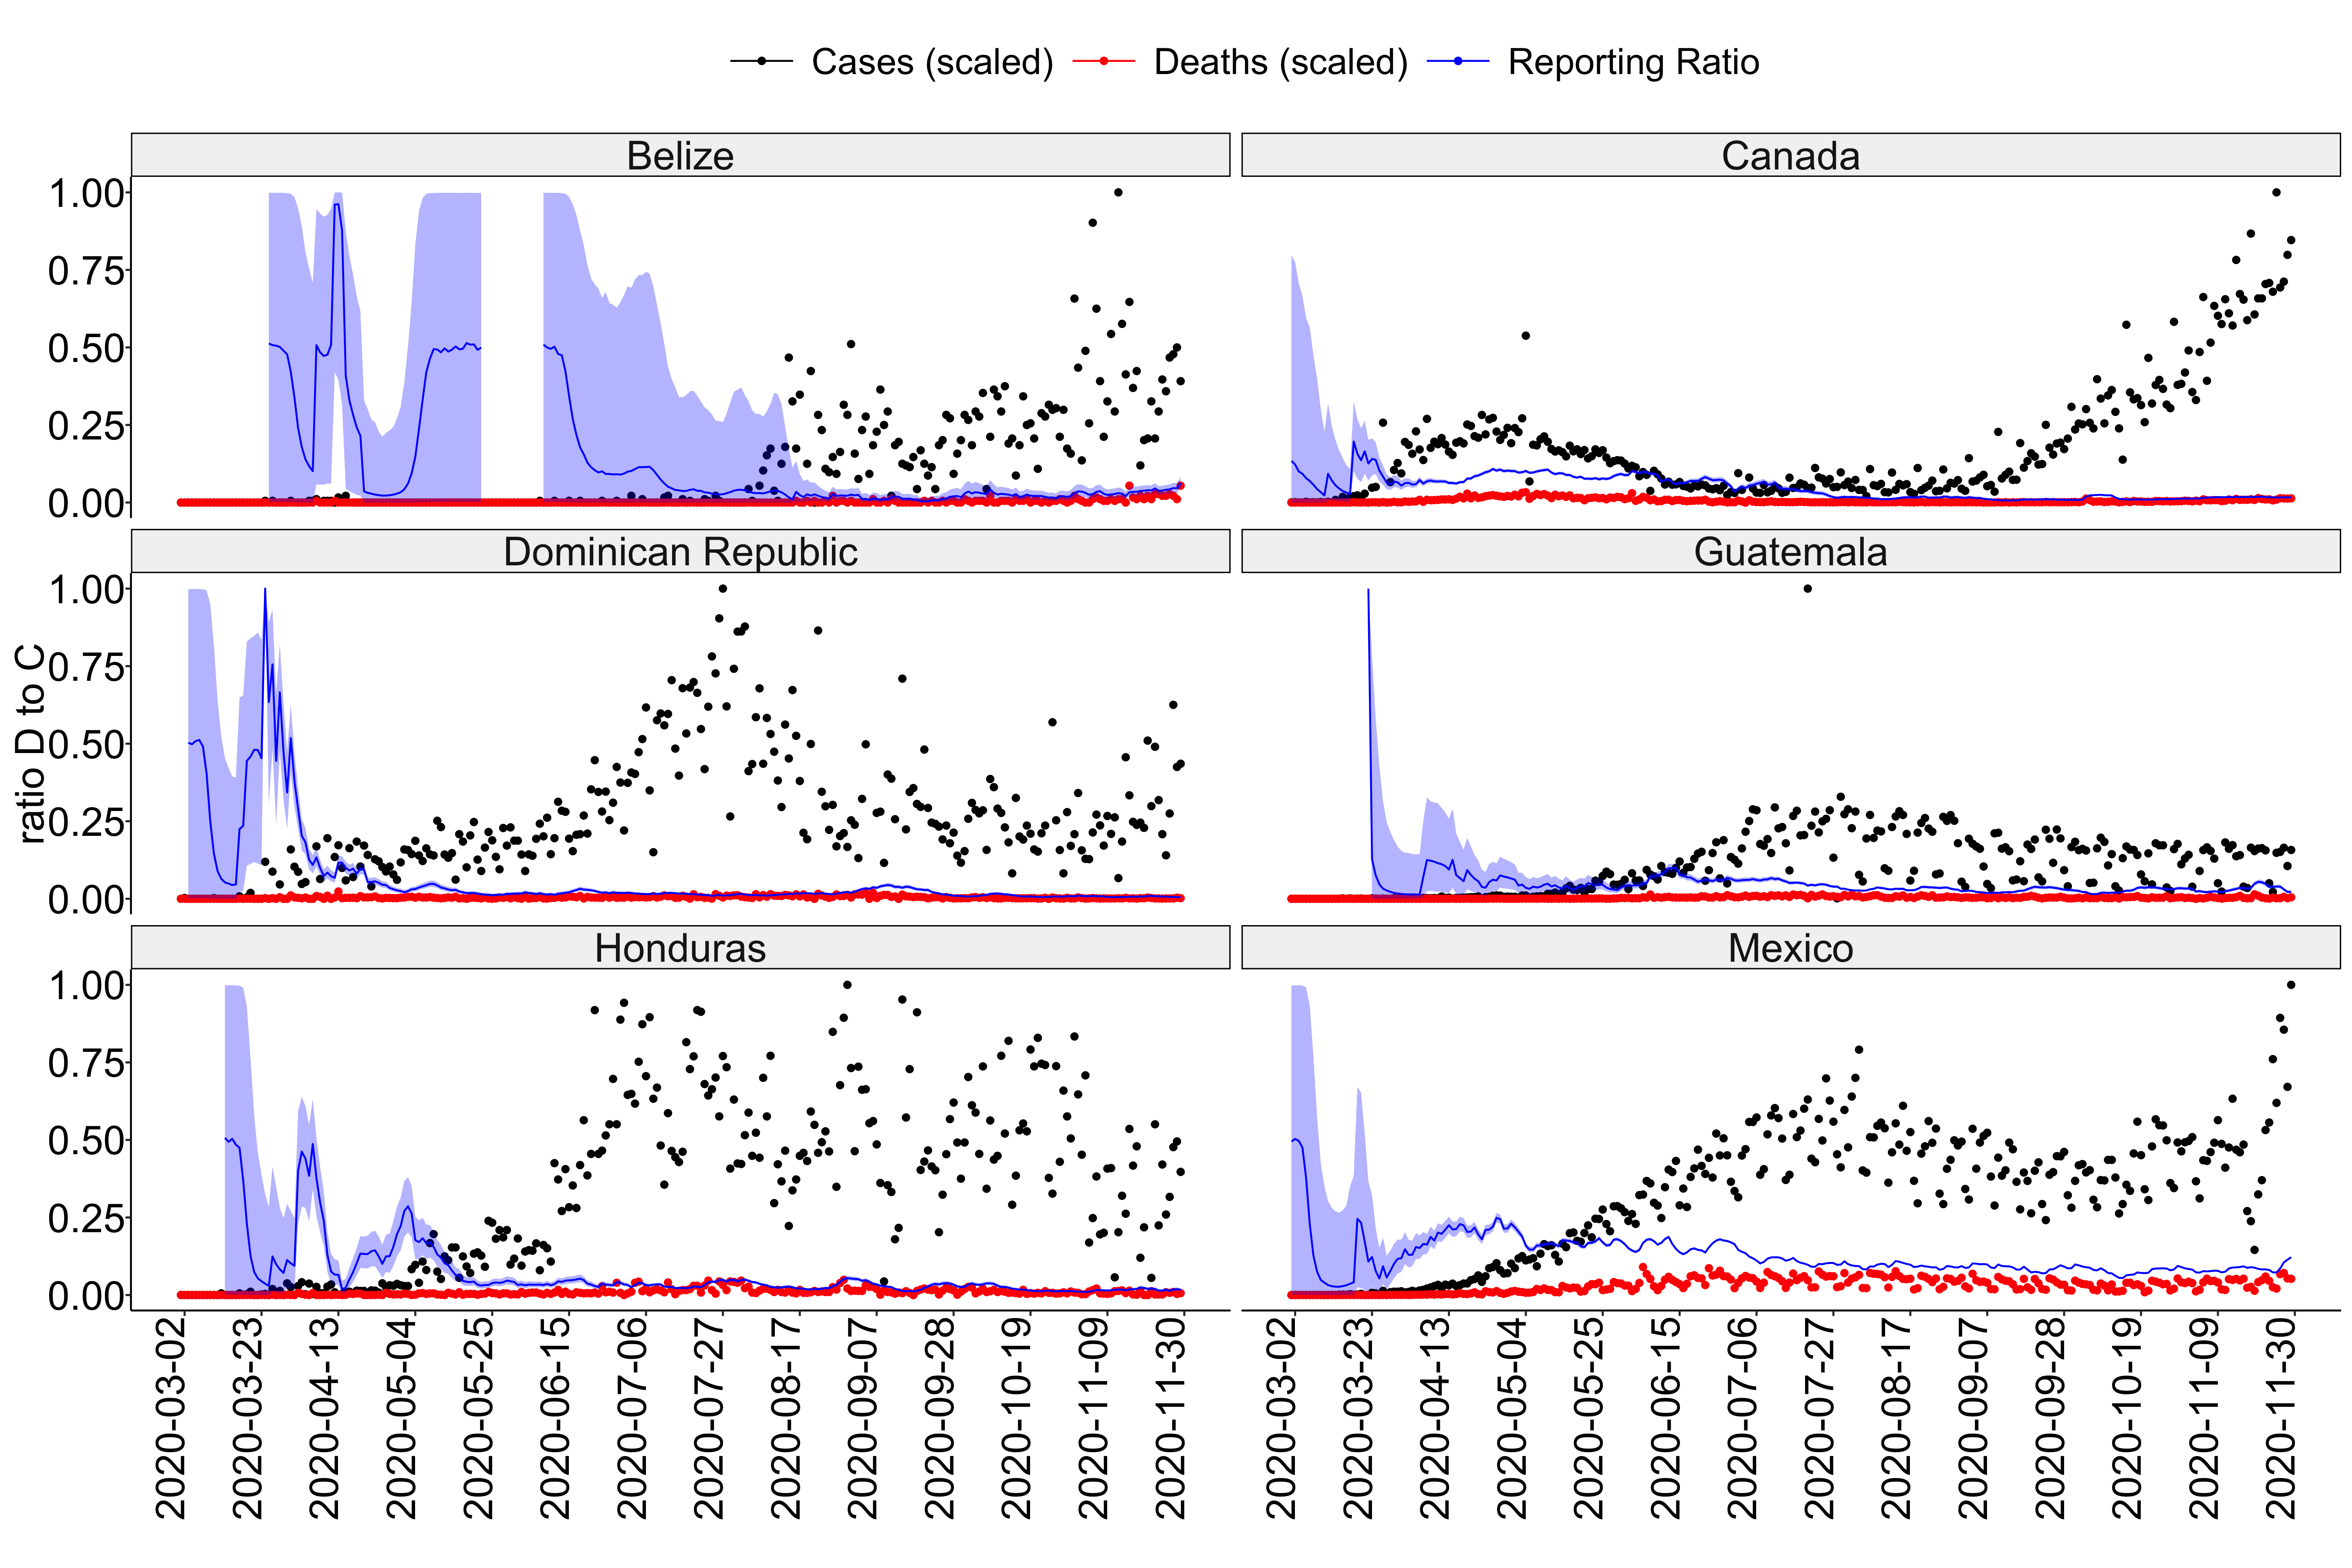 Cases (scaled) Deaths (scaled) Reporting Ratio
Belize Canada
1.00
0.75
0.50
0.25
0.00
Dominican Republic Guatemala
1.00
0.75
0.50
0.25
0.00
ratio D to C
Honduras Mexico
1.00
0.75
0.50
0.25
0.00
2020-03-02 2020-03-23 2020-04-13 2020-05-04 2020-05-25 2020-06-15 2020-07-06 2020-07-27 2020-08-17 2020-09-07 2020-09-28 2020-10-19 2020-11-09 2020-11-30
2020-03-02 2020-03-23 2020-04-13 2020-05-04 2020-05-25 2020-06-15 2020-07-06 2020-07-27 2020-08-17 2020-09-07 2020-09-28 2020-10-19 2020-11-09 2020-11-30